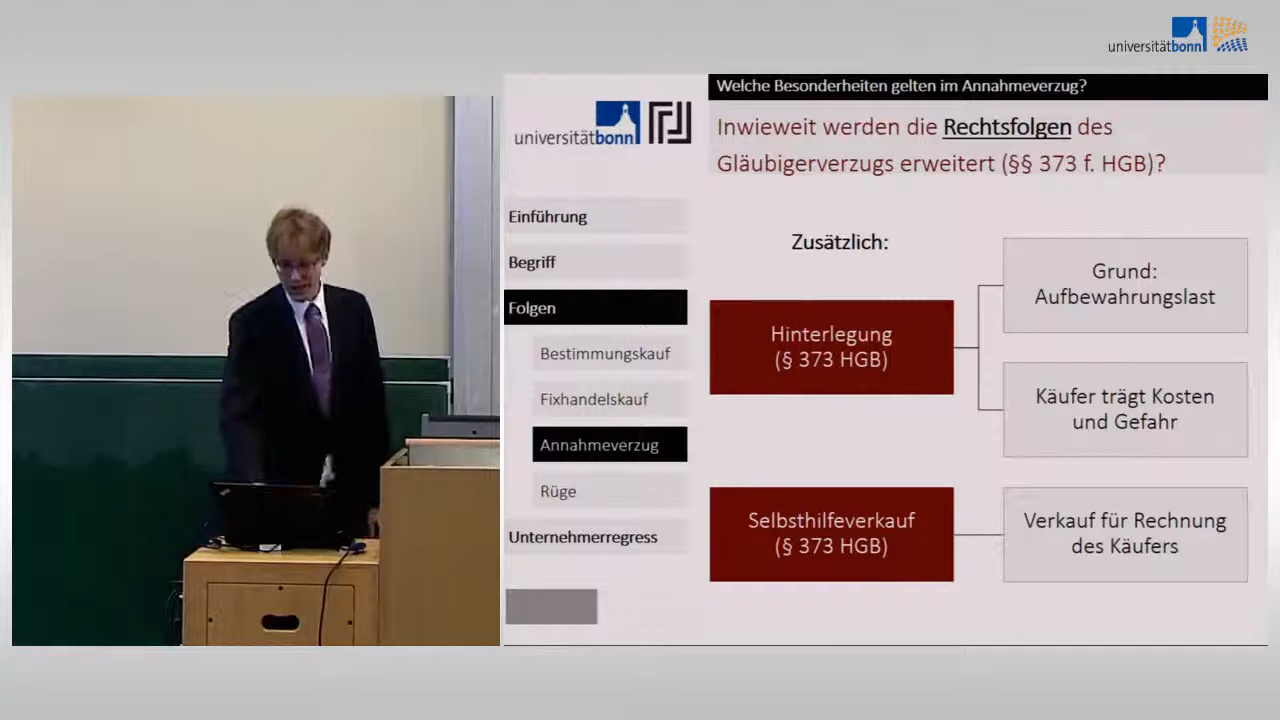 universitätbonn
Welche Besonderheiten gelten im Annahmeverzug?
universitätbonn
Inwieweit werden die Rechtsfolgen des
Gläubigerverzugs erweitert (§§ 373 f. HGB)?
Einführung
Begriff
Folgen
Bestimmungskauf
Fixhandelskauf
Annahmeverzug
Rüge
Unternehmerregress
Zusätzlich:
Hinterlegung
(§ 373 HGB)
Grund:
Aufbewahrungslast
Käufer trägt Kosten
und Gefahr
Selbsthilfeverkauf
(§ 373 HGB)
Verkauf für Rechnung
des Käufers